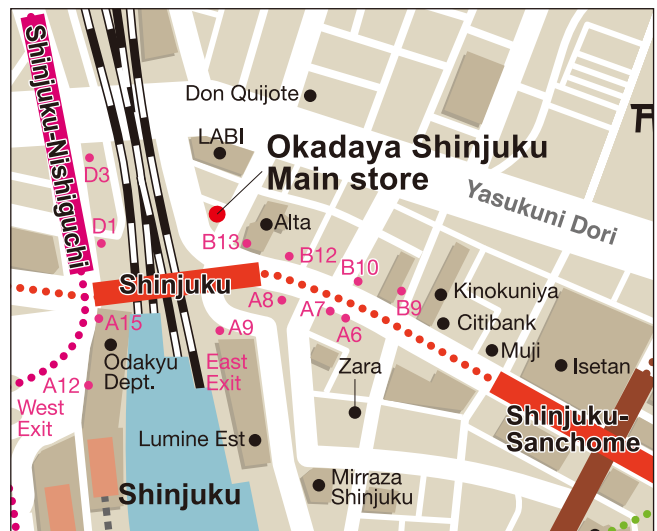 Shinjuku-Nishiguchi
Don Quijote
LABI
Okadaya Shinjuku
Main store
D3
Yasukuni Dori
Alta
D1
B13
B12
B10
Shinjuku
A8
B9
Kinokuniya
A7
A15
A9
A6
Citibank
Odakyu
Dept.
East
Exit
Muji
Isetan
Zara
A12
West
Exit
Shinjuku-
Sanchome
Lumine Est
Shinjuku
Mirraza
Shinjuku